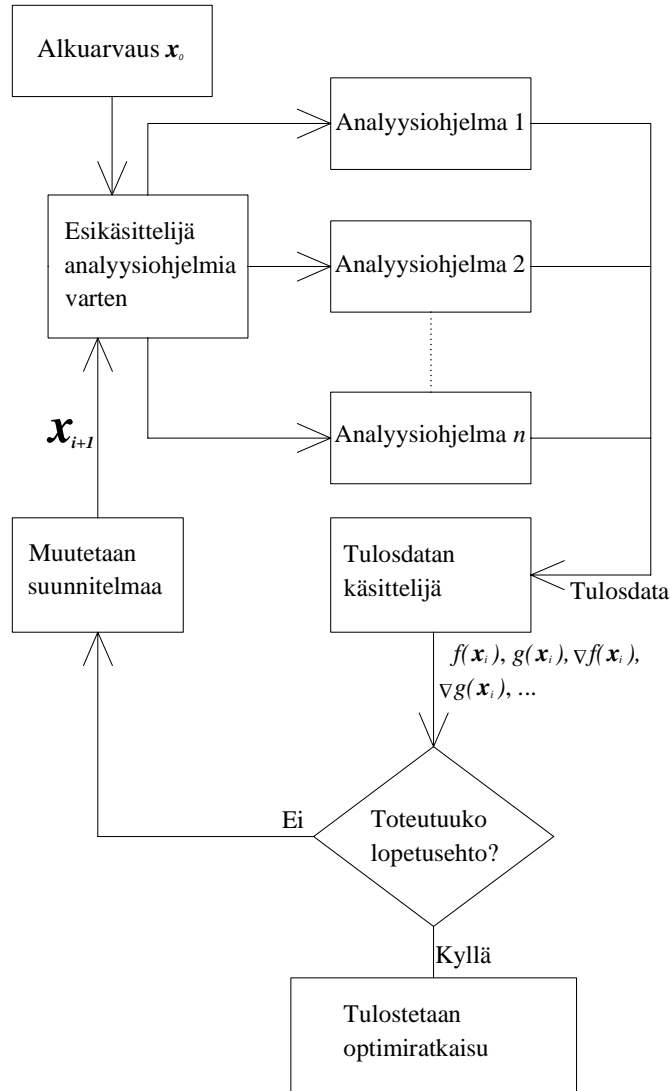 Alkuarvaus x₀
Analyysiohjelma 1
Esikäsittelijä
analyysiohjelmia
varten
Analyysiohjelma 2
Analyysiohjelma n
xᵢ₊₁
Muutetaan
suunnitelmaa
Tulosdatan
käsittelijä
Tulosdata
f(xᵢ), g(xᵢ), ∇f(xᵢ),
∇g(xᵢ), ...
Ei
Toteutuuko
lopetusehto?
Kyllä
Tulostetaan
optimiratkaisu